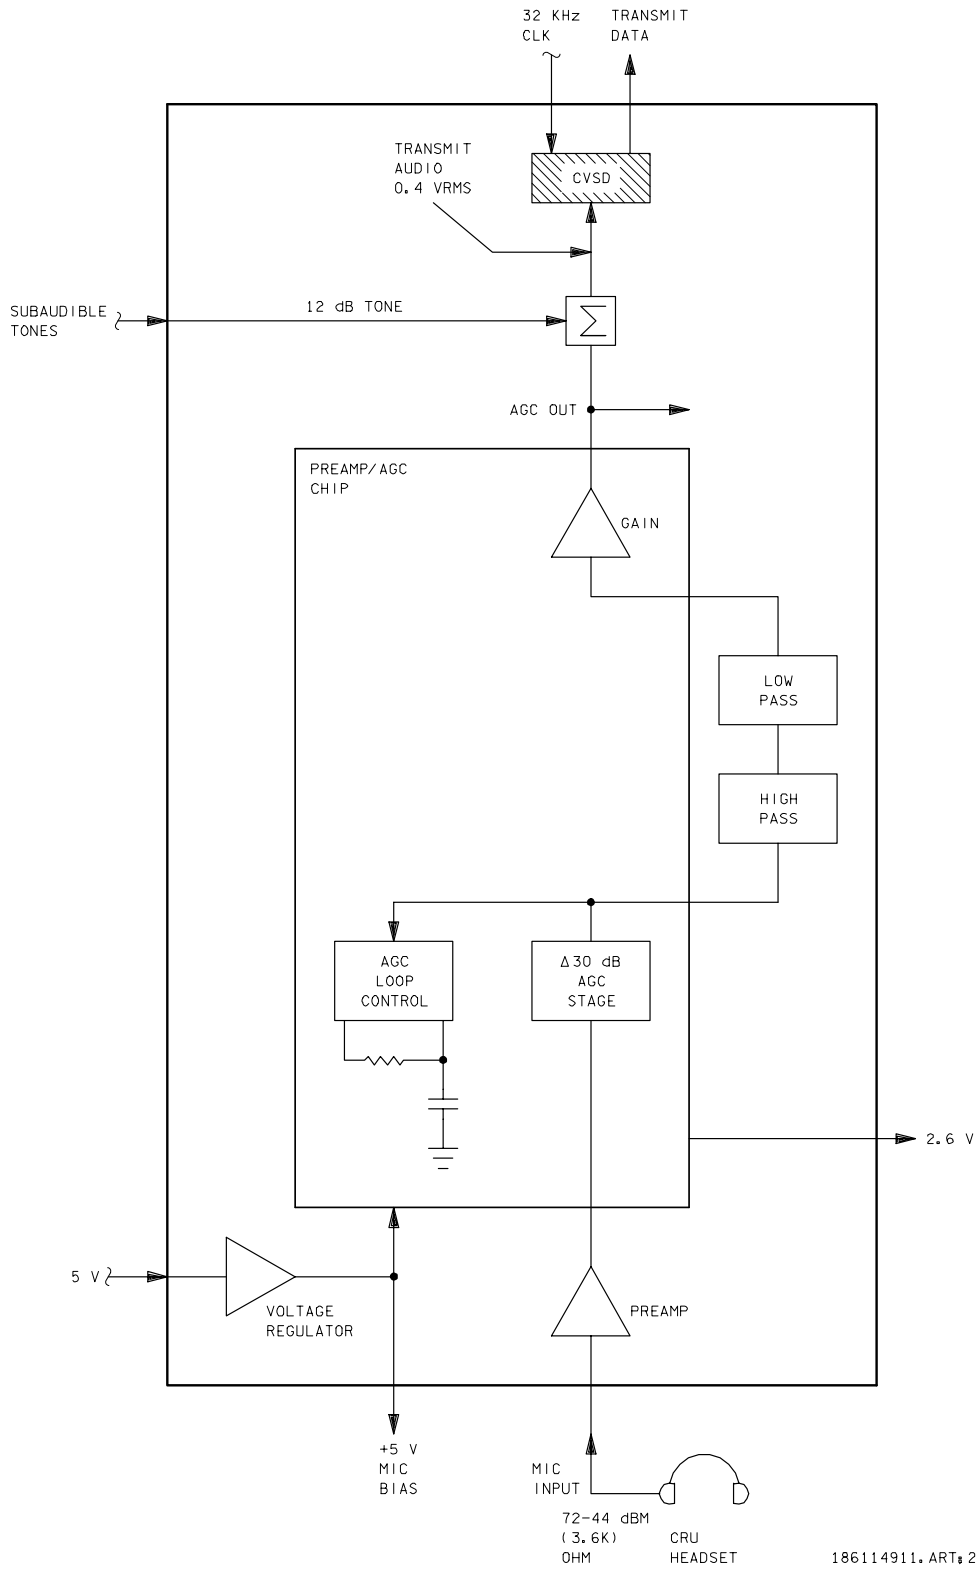 32 KHz
CLK
TRANSMIT
DATA
TRANSMIT
AUDIO
0.4 VRMS
CVSD
SUBAUDIBLE
TONES
12 dB TONE
Σ
AGC OUT
PREAMP/AGC
CHIP
GAIN
LOW
PASS
HIGH
PASS
AGC
LOOP
CONTROL
Δ30 dB
AGC
STAGE
2.6 V
5 V
VOLTAGE
REGULATOR
PREAMP
+5 V
MIC
BIAS
MIC
INPUT
72-44 dBM
(3.6K)
OHM
CRU
HEADSET
186114911.ART;2